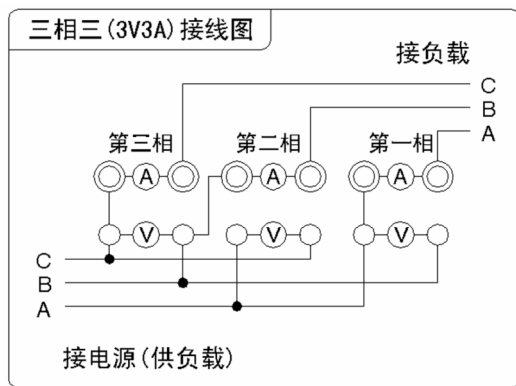 三相三(3V3A)接线图
接负载
C
B
A
第三相 第二相 第一相
A A A
V V V
C
B
A
接电源(供负载)